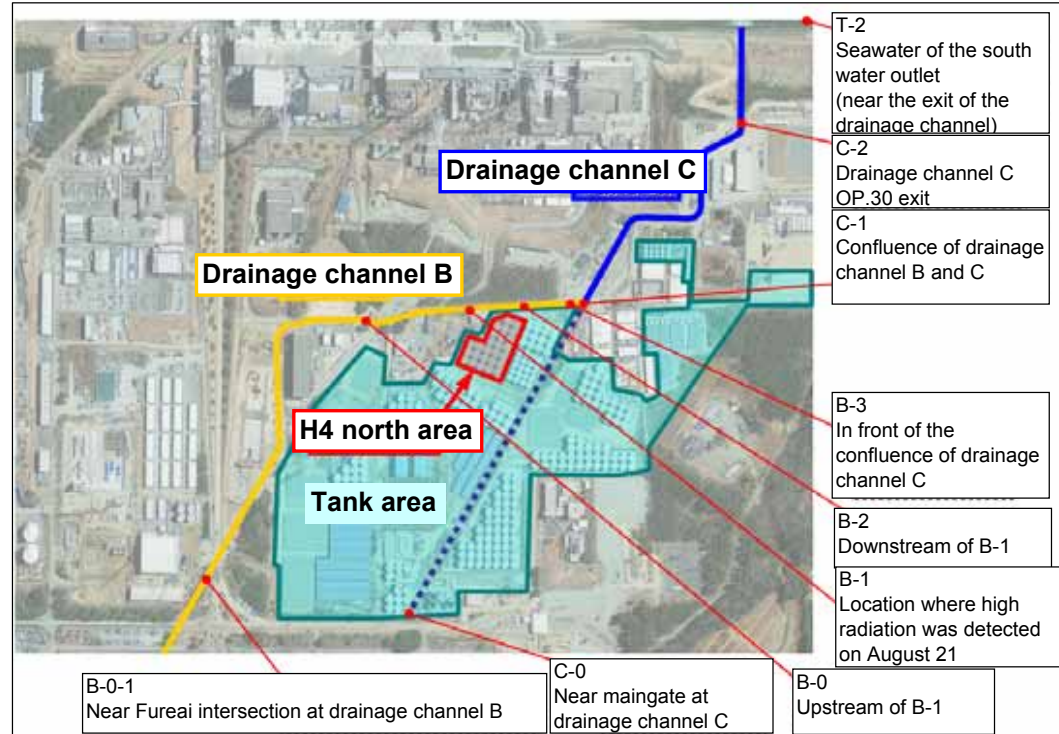 T-2
Seawater of the south
water outlet
(near the exit of the
drainage channel)
C-2
Drainage channel C
OP.30 exit
C-1
Confluence of drainage
channel B and C
Drainage channel C
Drainage channel B
H4 north area
Tank area
B-3
In front of the
confluence of drainage
channel C
B-2
Downstream of B-1
B-1
Location where high
radiation was detected
on August 21
B-0
Upstream of B-1
C-0
Near maingate at
drainage channel C
B-0-1
Near Fureai intersection at drainage channel B